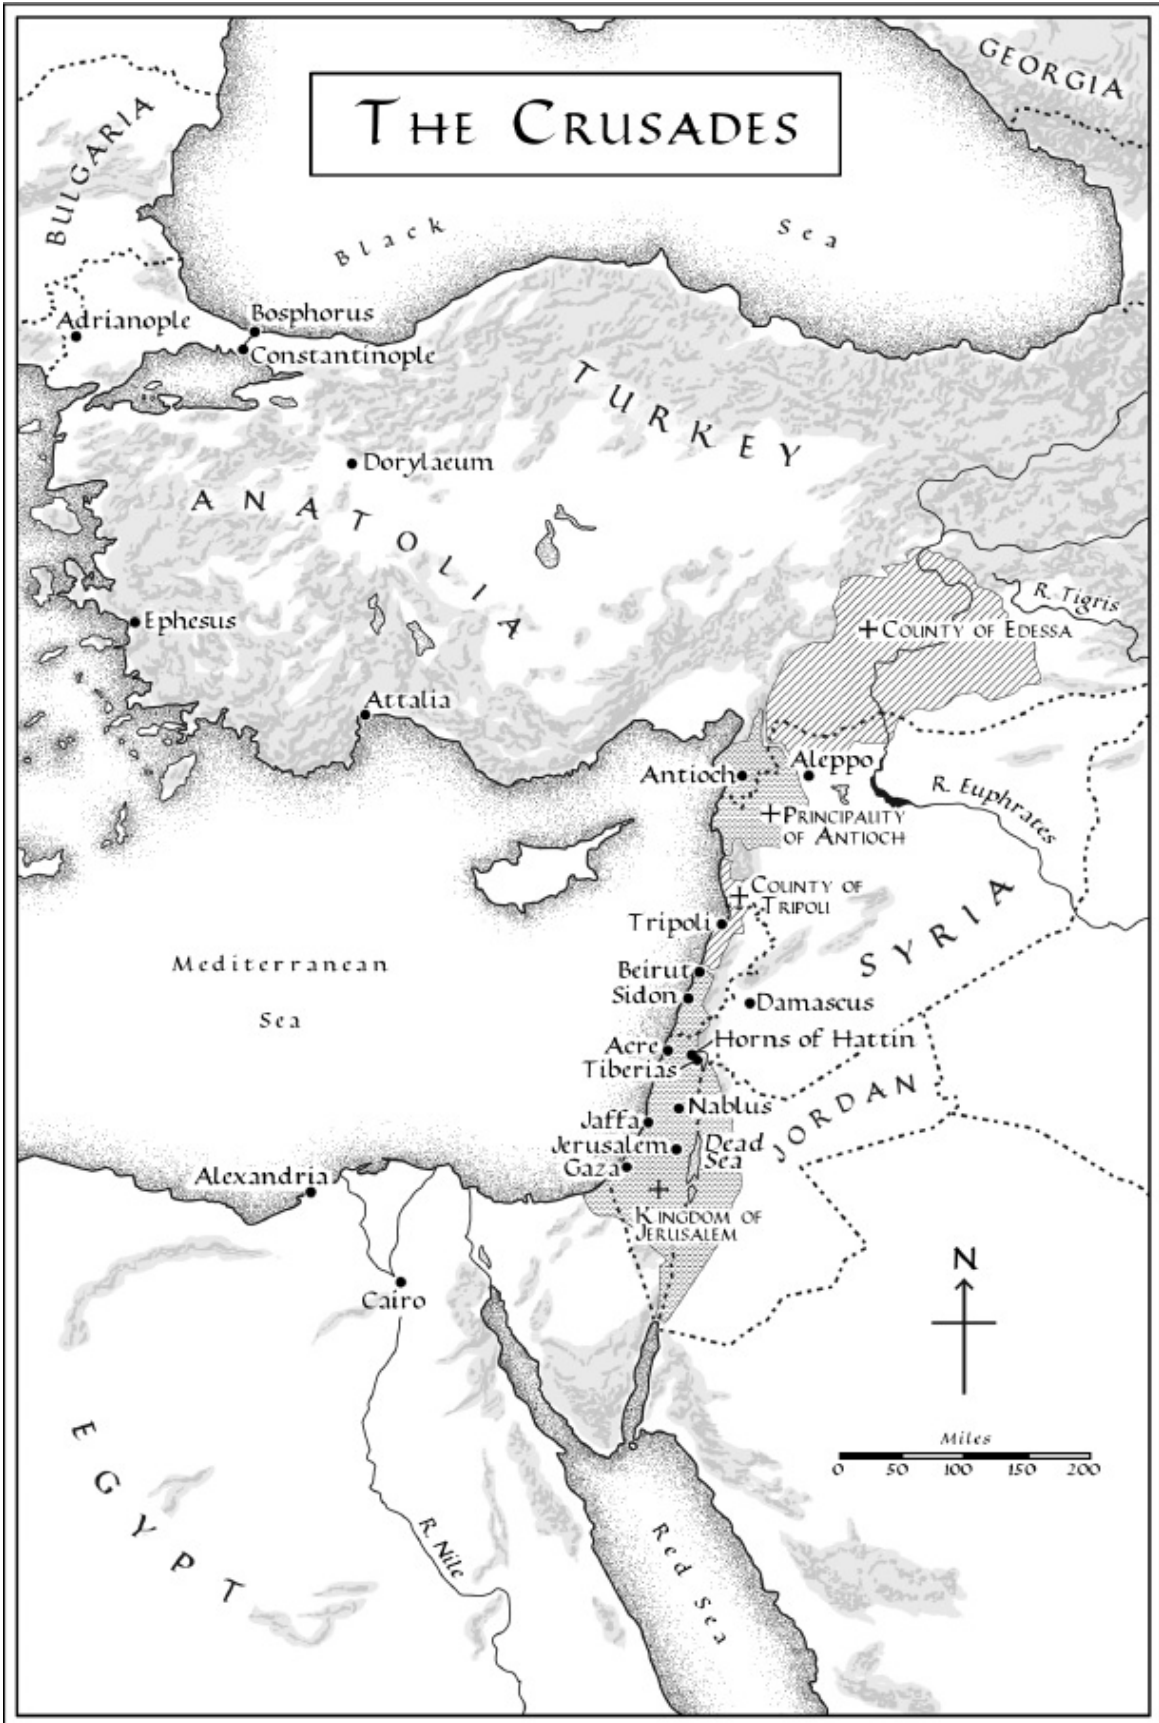 THE CRUSADES
GEORGIA
BULGARIA
Black Sea
Adrianople
Bosphorus
Constantinople
TURKEY
Dorylaeum
ANATOLIA
R. Tigris
Ephesus
COUNTY OF EDESSA
Attalia
Antioch
Aleppo
R. Euphrates
PRINCIPALITY
OF ANTIOCH
COUNTY OF
TRIPOLI
Tripoli
SYRIA
Mediterranean
Sea
Beirut
Sidon
Damascus
Acre
Horns of Hattin
Tiberias
JORDAN
Nablus
Jaffa
Jerusalem
Dead
Sea
Gaza
Alexandria
KINGDOM OF
JERUSALEM
N
Cairo
EGYPT
Miles
0 50 100 150 200
R. Nile
Red Sea